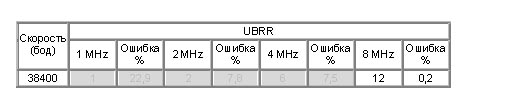 Скорость (бод) UBRR
1 MHz Ошибка % 2 MHz Ошибка % 4 MHz Ошибка % 8 MHz Ошибка %
38400 1 22,9 2 7,8 6 7,5 12 0,2